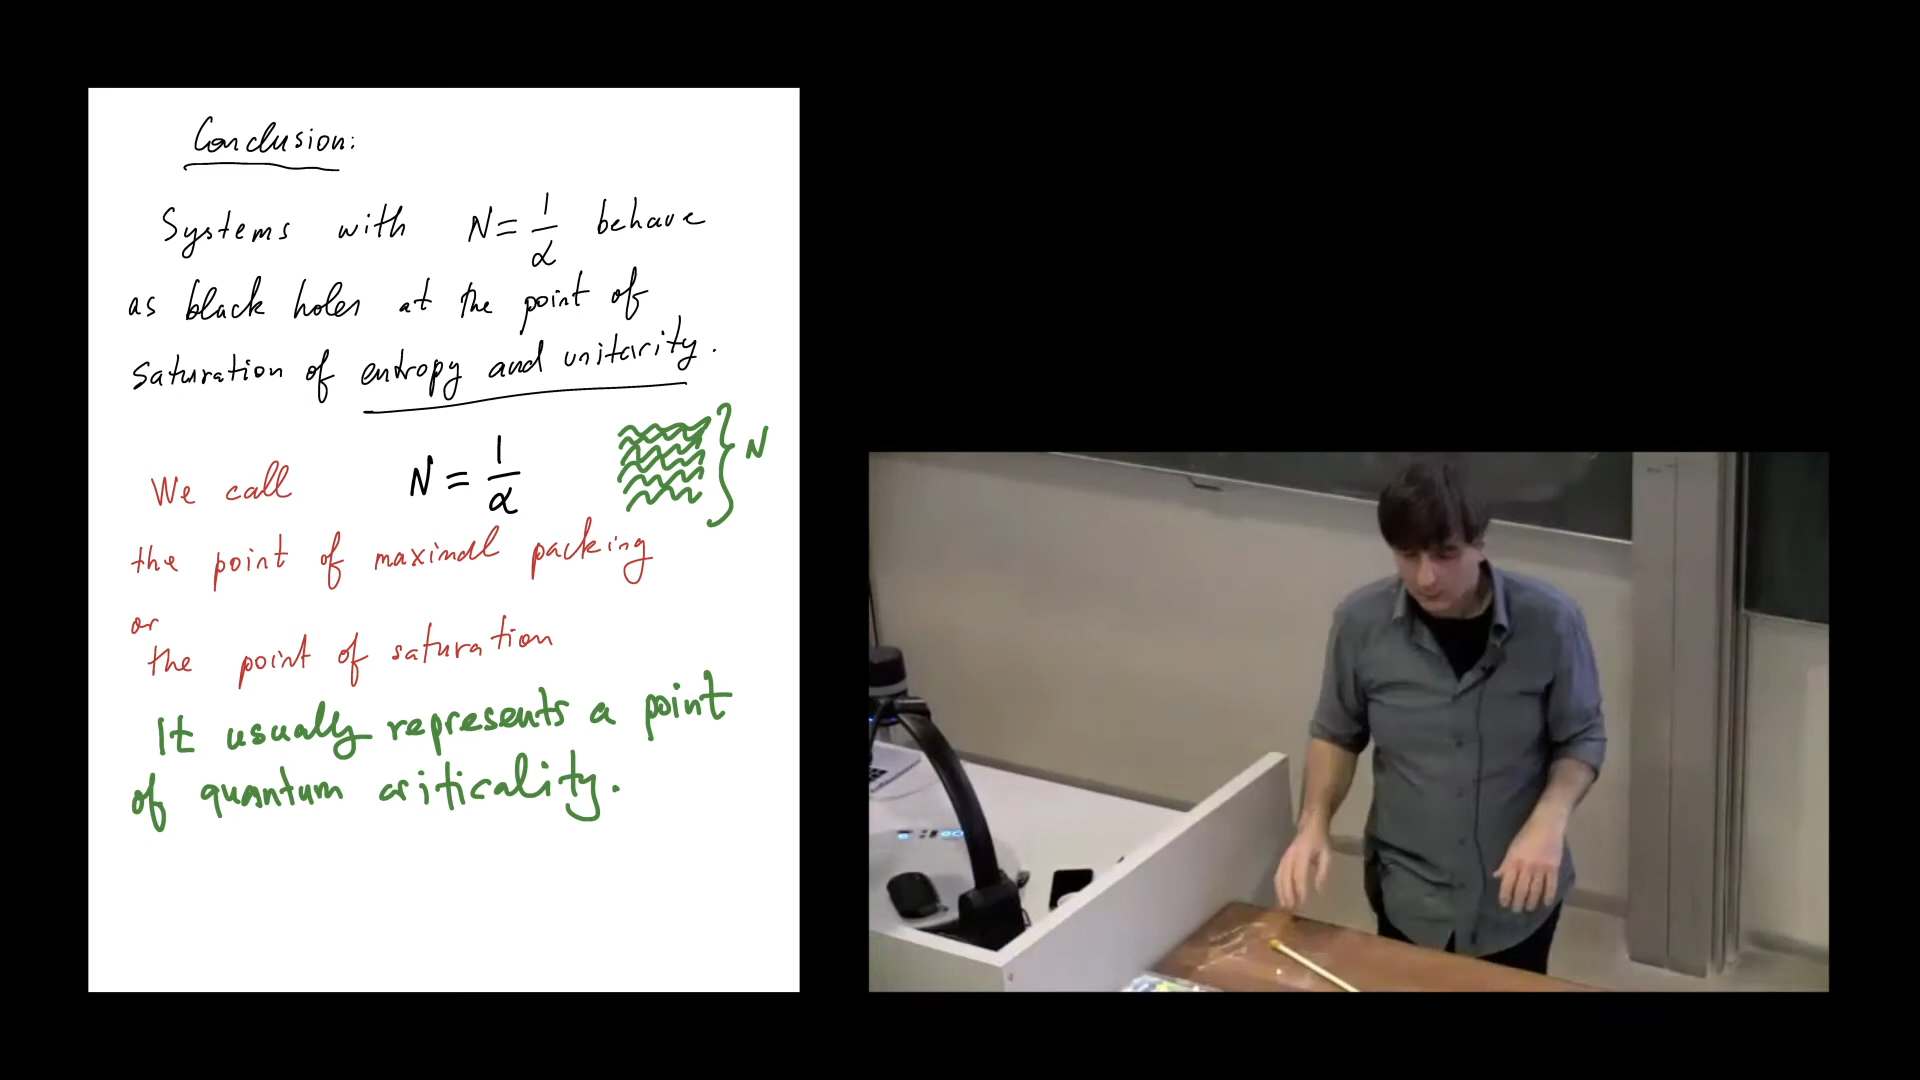 Conclusion:
Systems with N = 1/α behave
as black holes at the point of
saturation of entropy and unitarity.
We call N = 1/α N
the point of maximal packing
or
the point of saturation
It usually represents a point
of quantum criticality.